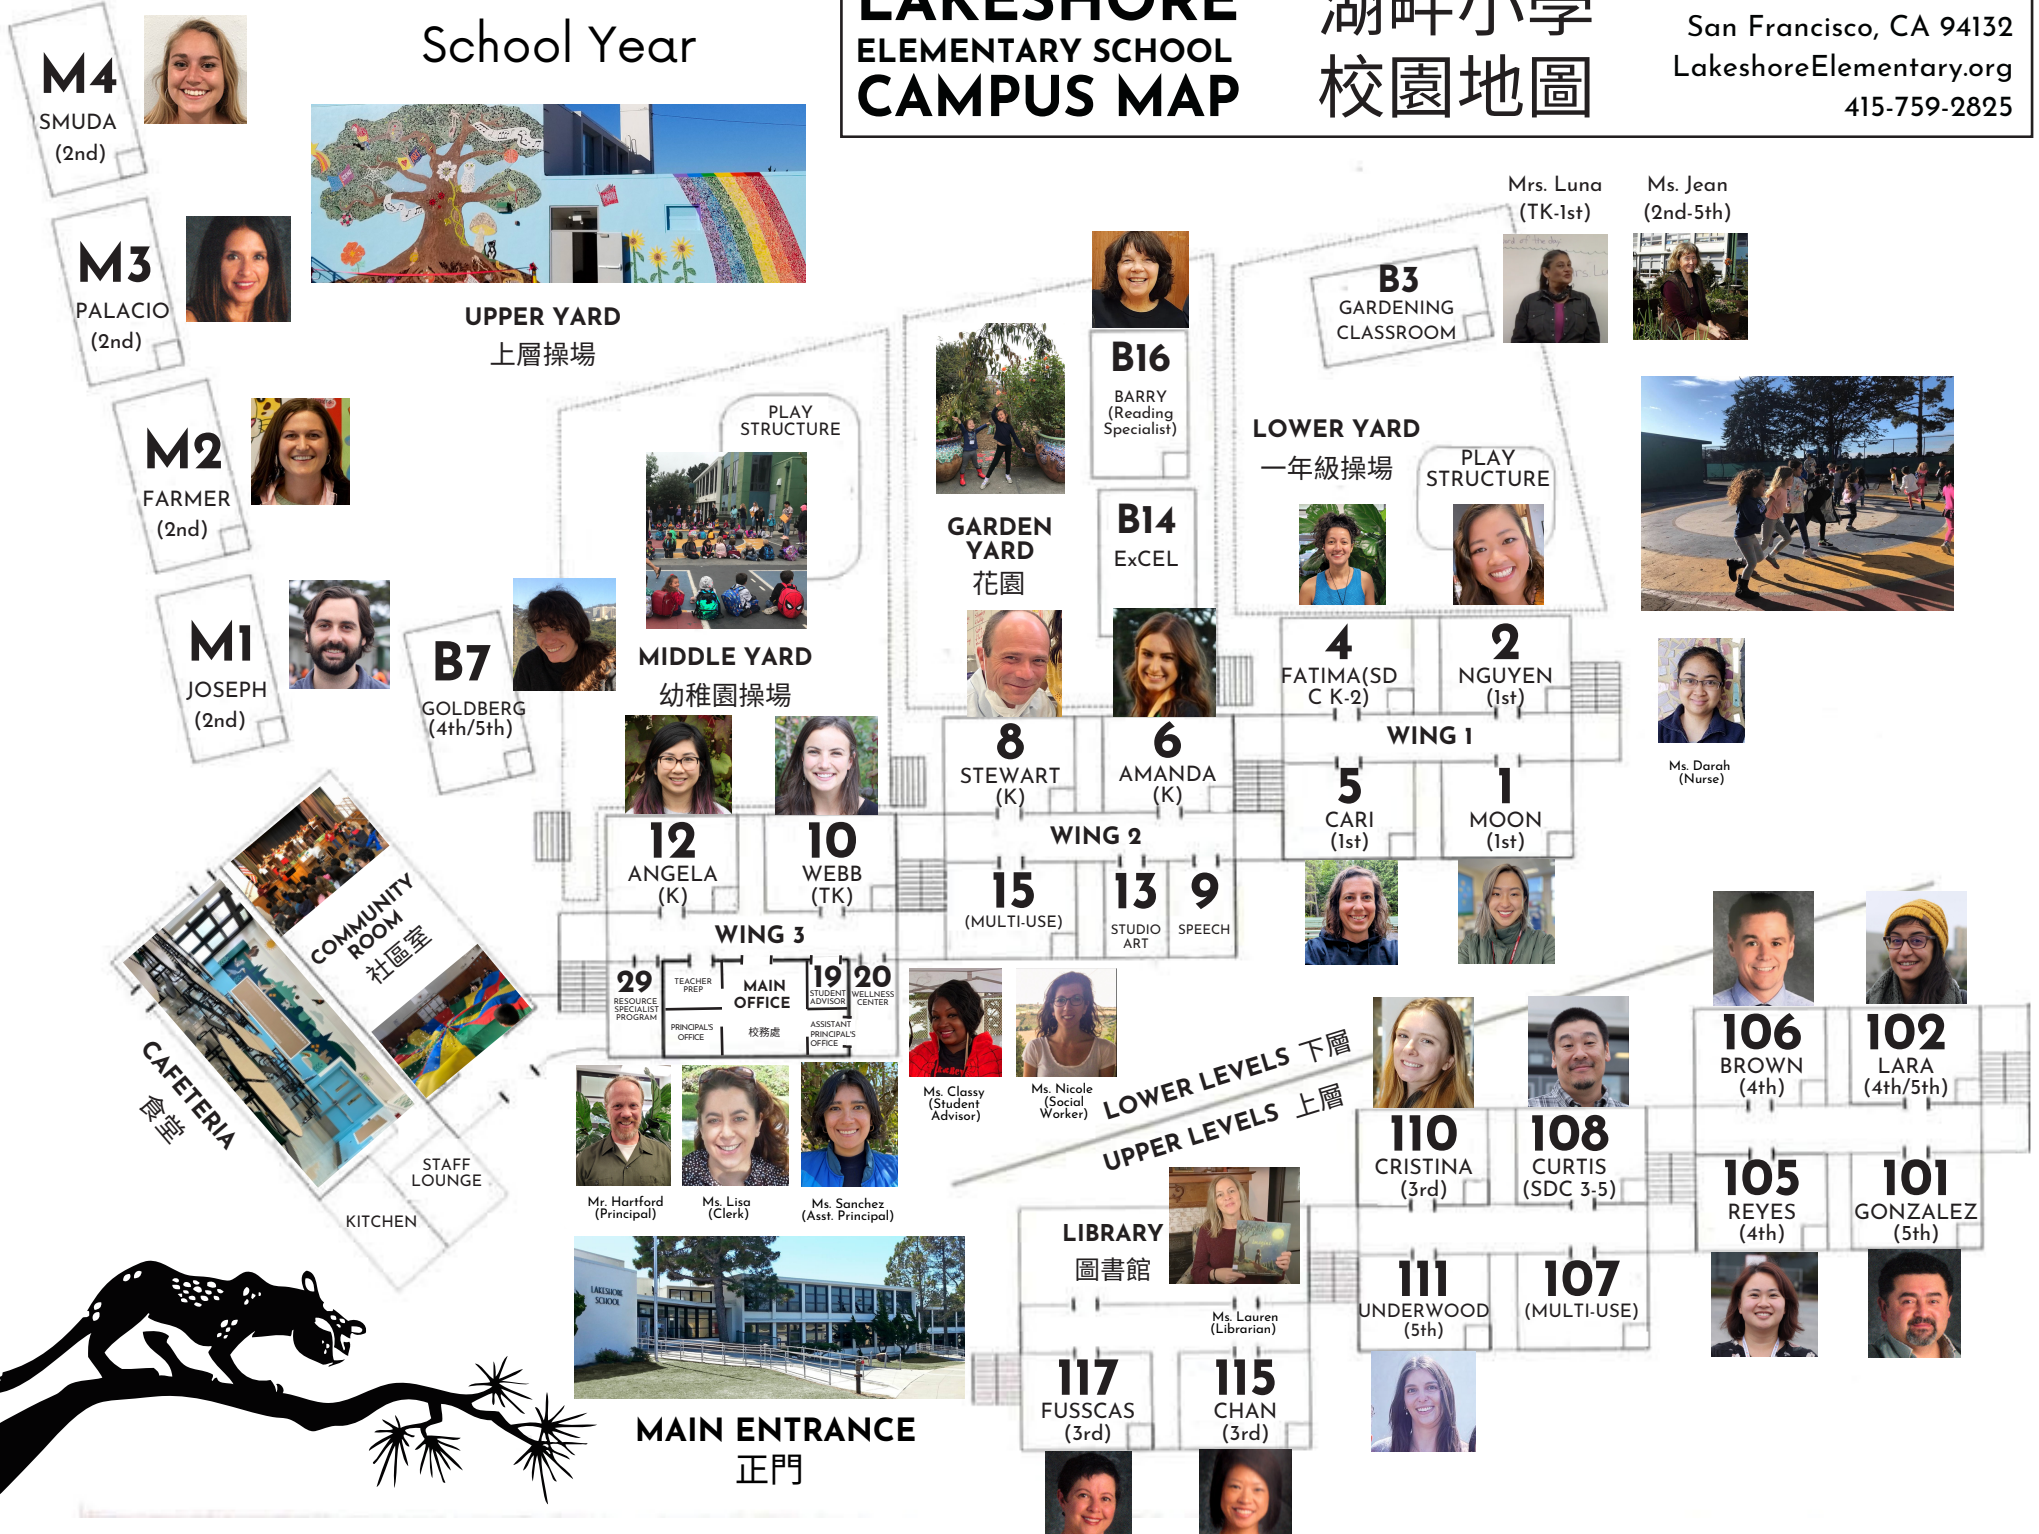 School Year
LAKESHORE
ELEMENTARY SCHOOL
CAMPUS MAP
湖畔小學
校園地圖
San Francisco, CA 94132
LakeshoreElementary.org
415-759-2825
M4
SMUDA
(2nd)
M3
PALACIO
(2nd)
M2
FARMER
(2nd)
M1
JOSEPH
(2nd)
B7
GOLDBERG
(4th/5th)
UPPER YARD
上層操場
PLAY
STRUCTURE
MIDDLE YARD
幼稚園操場
GARDEN
YARD
花園
B16
BARRY
(Reading
Specialist)
B14
ExCEL
Mrs. Luna
(TK-1st)
Ms. Jean
(2nd-5th)
B3
GARDENING
CLASSROOM
LOWER YARD
一年級操場
PLAY
STRUCTURE
4
FATIMA(SD
C K-2)
2
NGUYEN
(1st)
WING 1
5
CARI
(1st)
1
MOON
(1st)
Ms. Darah
(Nurse)
8
STEWART
(K)
6
AMANDA
(K)
WING 2
15
(MULTI-USE)
13
STUDIO
ART
9
SPEECH
12
ANGELA
(K)
10
WEBB
(TK)
WING 3
29
RESOURCE
SPECIALIST
PROGRAM
TEACHER
PREP
PRINCIPAL'S
OFFICE
MAIN
OFFICE
校務處
19
STUDENT
ADVISOR
ASSISTANT
PRINCIPAL'S
OFFICE
20
WELLNESS
CENTER
COMMUNITY
ROOM
社區室
CAFETERIA
食堂
STAFF
LOUNGE
KITCHEN
Ms. Classy
(Student
Advisor)
Ms. Nicole
(Social
Worker)
Mr. Hartford
(Principal)
Ms. Lisa
(Clerk)
Ms. Sanchez
(Asst. Principal)
LAKESHORE
SCHOOL
MAIN ENTRANCE
正門
LOWER LEVELS 下層
UPPER LEVELS 上層
106
BROWN
(4th)
102
LARA
(4th/5th)
105
REYES
(4th)
101
GONZALEZ
(5th)
110
CRISTINA
(3rd)
108
CURTIS
(SDC 3-5)
111
UNDERWOOD
(5th)
107
(MULTI-USE)
LIBRARY
圖書館
Ms. Lauren
(Librarian)
117
FUSSCAS
(3rd)
115
CHAN
(3rd)